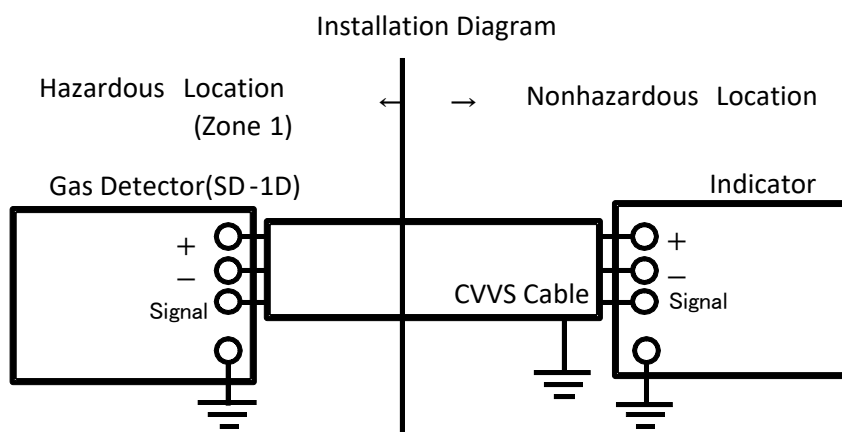 Installation Diagram
Hazardous Location
(Zone 1)
← →
Nonhazardous Location
Gas Detector(SD-1D)
Indicator
+
−
Signal
CVVS Cable
+
−
Signal